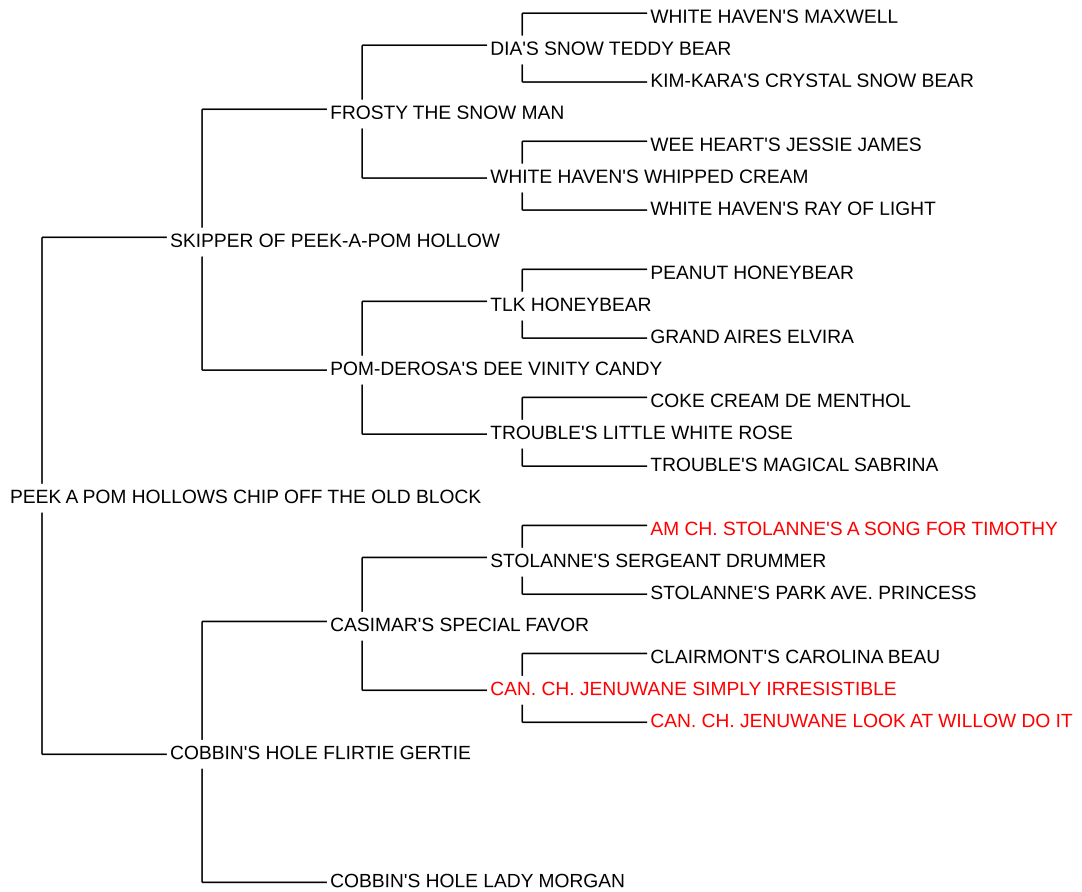 WHITE HAVEN'S MAXWELL
DIA'S SNOW TEDDY BEAR
KIM-KARA'S CRYSTAL SNOW BEAR
FROSTY THE SNOW MAN
WEE HEART'S JESSIE JAMES
WHITE HAVEN'S WHIPPED CREAM
WHITE HAVEN'S RAY OF LIGHT
SKIPPER OF PEEK-A-POM HOLLOW
PEANUT HONEYBEAR
TLK HONEYBEAR
GRAND AIRES ELVIRA
POM-DEROSA'S DEE VINITY CANDY
COKE CREAM DE MENTHOL
TROUBLE'S LITTLE WHITE ROSE
TROUBLE'S MAGICAL SABRINA
PEEK A POM HOLLOWS CHIP OFF THE OLD BLOCK
AM CH. STOLANNE'S A SONG FOR TIMOTHY
STOLANNE'S SERGEANT DRUMMER
STOLANNE'S PARK AVE. PRINCESS
CASIMAR'S SPECIAL FAVOR
CLAIRMONT'S CAROLINA BEAU
CAN. CH. JENUWANE SIMPLY IRRESISTIBLE
CAN. CH. JENUWANE LOOK AT WILLOW DO IT
COBBIN'S HOLE FLIRTIE GERTIE
COBBIN'S HOLE LADY MORGAN